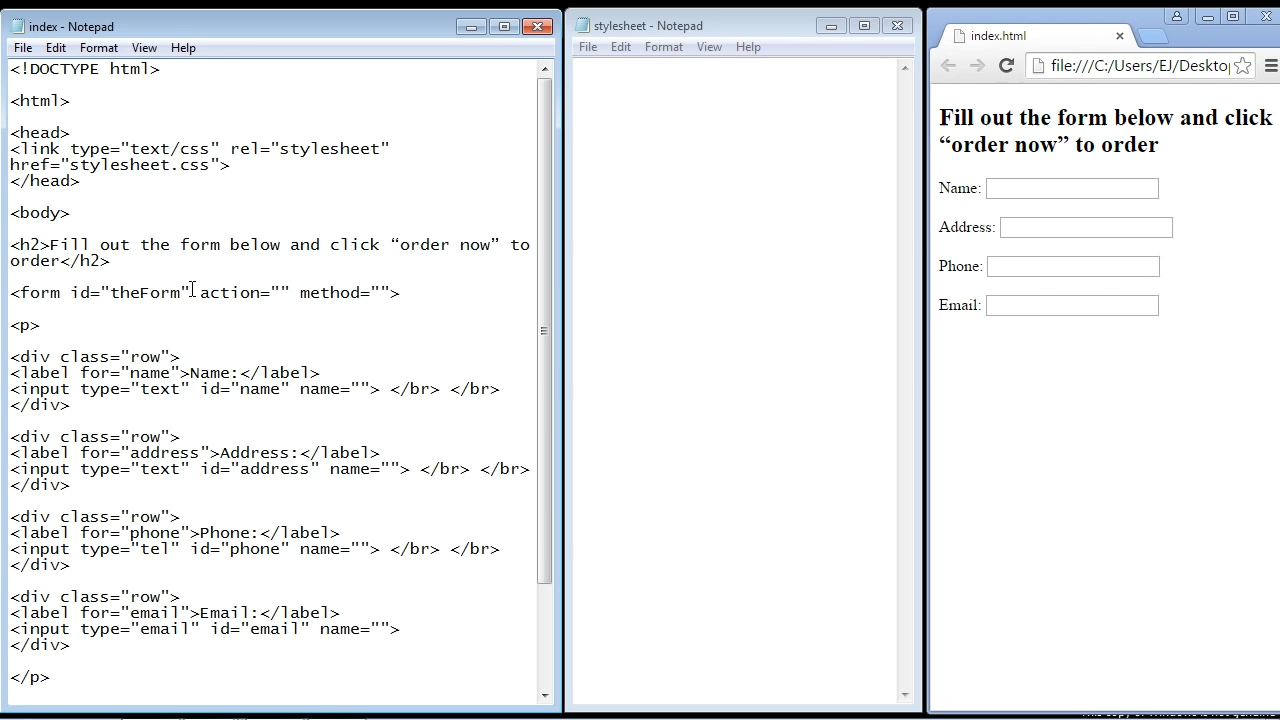 index - Notepad
File Edit Format View Help
<!DOCTYPE html>
<html>
<head>
<link type="text/css" rel="stylesheet"
href="stylesheet.css">
</head>
<body>
<h2>Fill out the form below and click “order now” to
order</h2>
<form id="theForm" action="" method="">
<p>
<div class="row">
<label for="name">Name:</label>
<input type="text" id="name" name=""> </br> </br>
</div>
<div class="row">
<label for="address">Address:</label>
<input type="text" id="address" name=""> </br> </br>
</div>
<div class="row">
<label for="phone">Phone:</label>
<input type="tel" id="phone" name=""> </br> </br>
</div>
<div class="row">
<label for="email">Email:</label>
<input type="email" id="email" name="">
</div>
</p>
stylesheet - Notepad
File Edit Format View Help
index.html
file:///C:/Users/EJ/Desktop
Fill out the form below and click
“order now” to order
Name:
Address:
Phone:
Email: